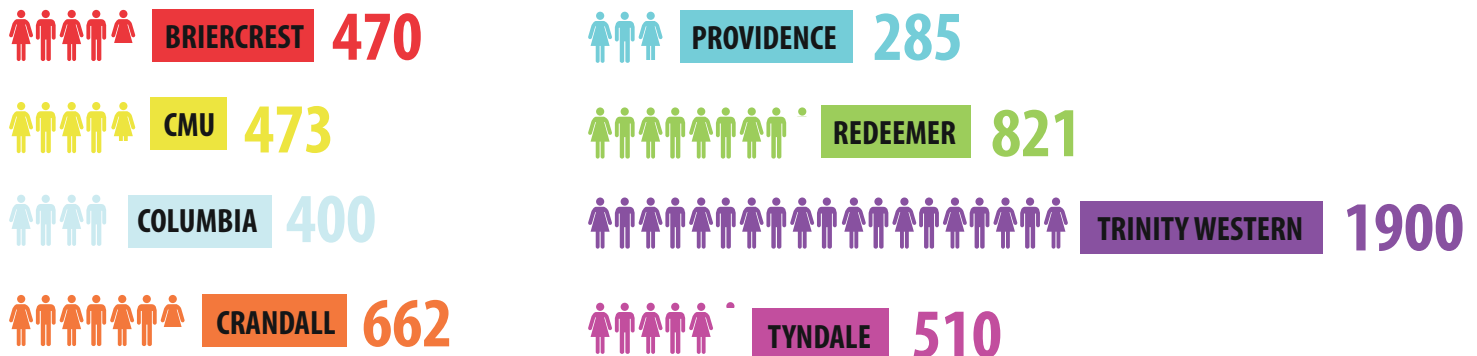 BRIERCREST 470
CMU 473
COLUMBIA 400
CRANDALL 662
PROVIDENCE 285
REDEEMER 821
TRINITY WESTERN 1900
TYNDALE 510